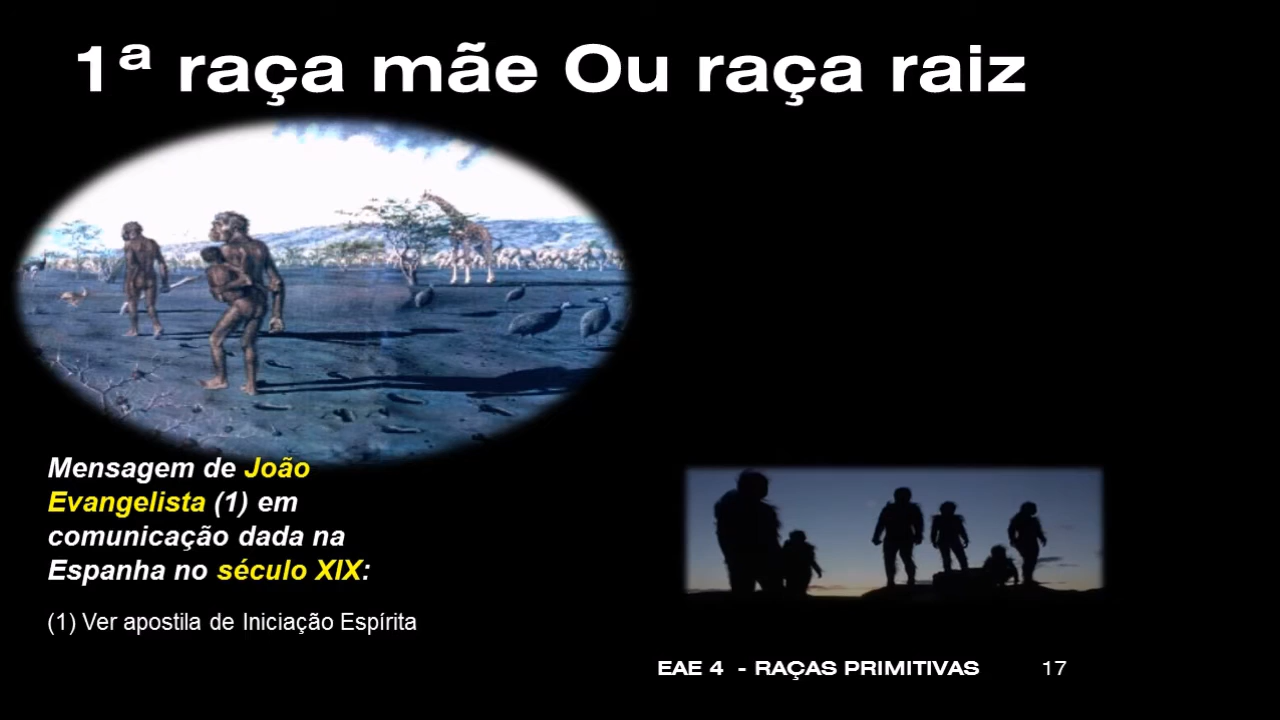 1ª raça mãe Ou raça raiz
Mensagem de João
Evangelista (1) em
comunicação dada na
Espanha no século XIX:
(1) Ver apostila de Iniciação Espírita
EAE 4 - RAÇAS PRIMITIVAS 17